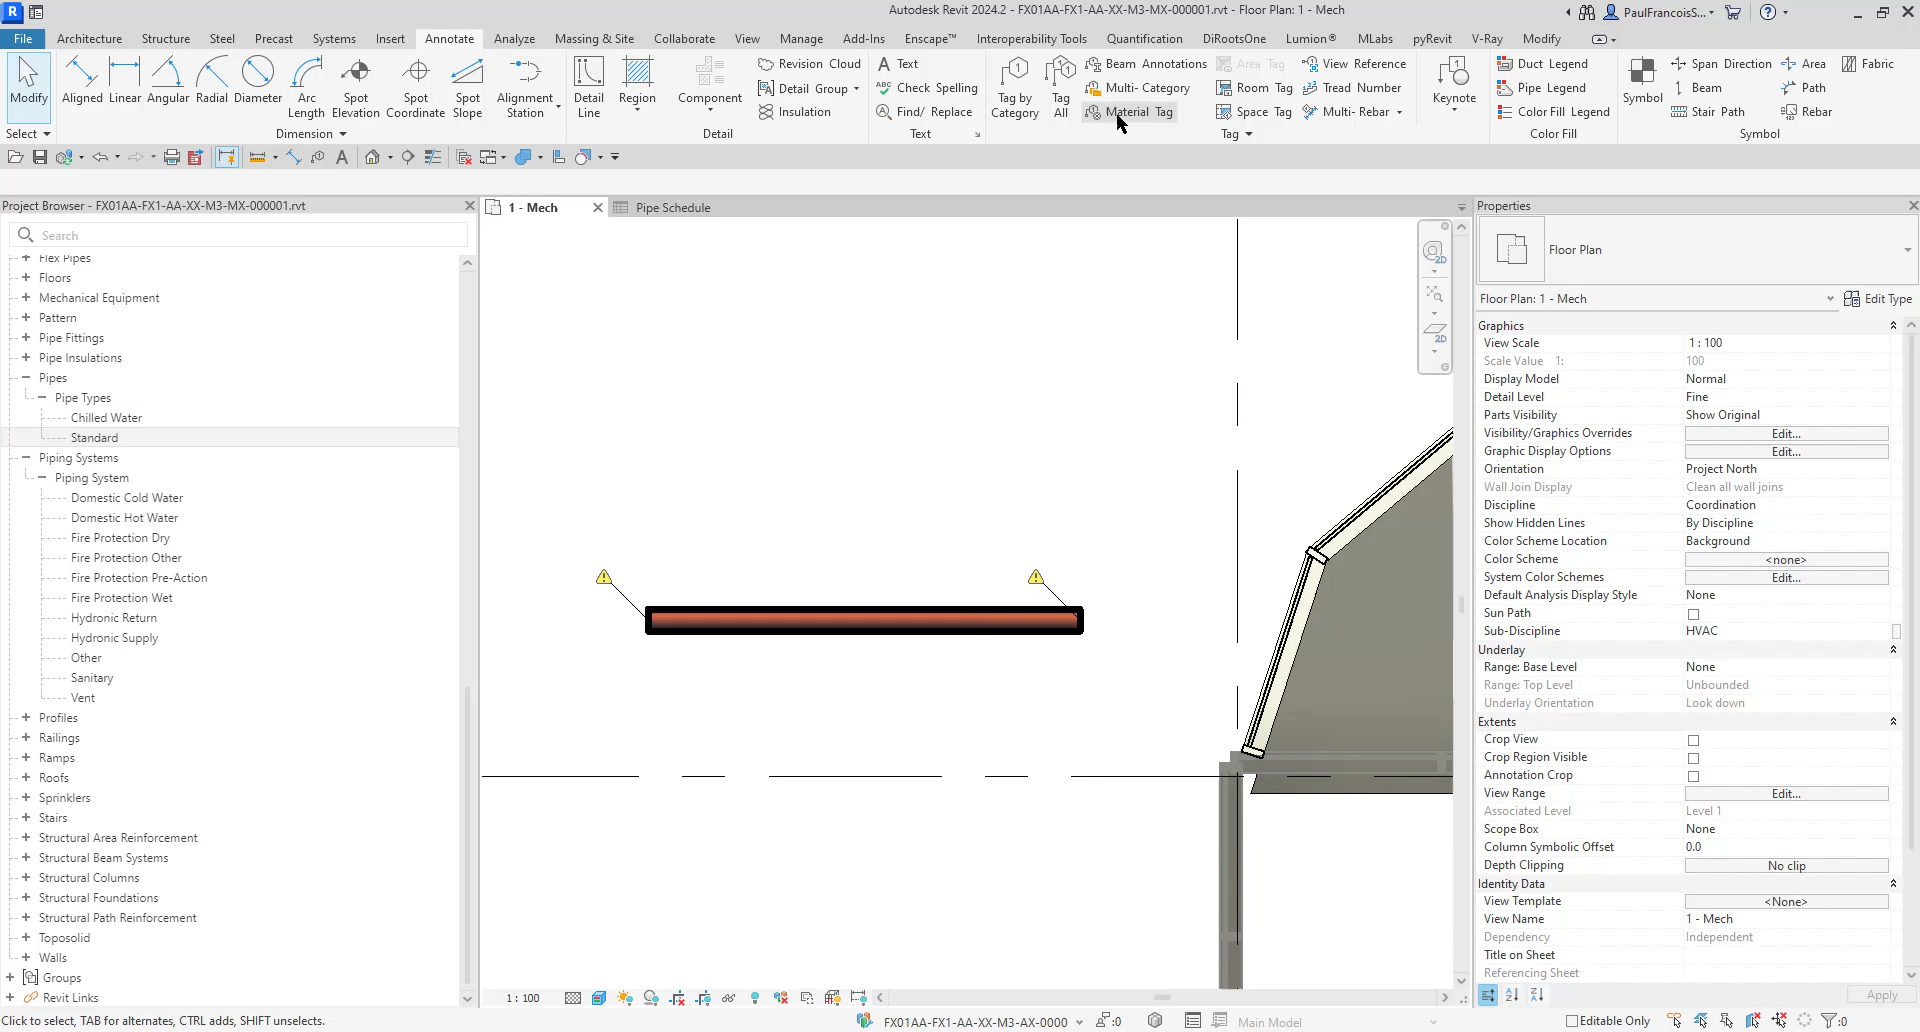 Autodesk Revit 2024.2 - FX01AA-FX1-AA-XX-M3-MX-000001.rvt - Floor Plan: 1 - Mech
PaulFrancoisS...
File Architecture Structure Steel Precast Systems Insert Annotate Analyze Massing & Site Collaborate View Manage Add-Ins Enscape™ Interoperability Tools Quantification DiRootsOne Lumion® MLabs pyRevit V-Ray Modify
Modify
Select
Aligned Linear Angular Radial Diameter Arc Length Spot Elevation Spot Coordinate Spot Slope Alignment Station
Dimension
Detail Line Region Component
Revision Cloud
Detail Group
Insulation
Detail
Text
Check Spelling
Find/ Replace
Text
Tag by Category Tag All
Beam Annotations
Multi- Category
Material Tag
Area Tag
Room Tag
Space Tag
View Reference
Tread Number
Multi- Rebar
Tag
Keynote
Duct Legend
Pipe Legend
Color Fill Legend
Color Fill
Symbol
Span Direction
Beam
Stair Path
Area
Path
Rebar
Fabric
Symbol
Project Browser - FX01AA-FX1-AA-XX-M3-MX-000001.rvt
Search
Flex Pipes
Floors
Mechanical Equipment
Pattern
Pipe Fittings
Pipe Insulations
Pipes
Pipe Types
Chilled Water
Standard
Piping Systems
Piping System
Domestic Cold Water
Domestic Hot Water
Fire Protection Dry
Fire Protection Other
Fire Protection Pre-Action
Fire Protection Wet
Hydronic Return
Hydronic Supply
Other
Sanitary
Vent
Profiles
Railings
Ramps
Roofs
Sprinklers
Stairs
Structural Area Reinforcement
Structural Beam Systems
Structural Columns
Structural Foundations
Structural Path Reinforcement
Toposolid
Walls
Groups
Revit Links
1 - Mech
Pipe Schedule
2D
2D
1 : 100
Properties
Floor Plan
Floor Plan: 1 - Mech
Edit Type
Graphics
View Scale 1 : 100
Scale Value 1: 100
Display Model Normal
Detail Level Fine
Parts Visibility Show Original
Visibility/Graphics Overrides Edit...
Graphic Display Options Edit...
Orientation Project North
Wall Join Display Clean all wall joins
Discipline Coordination
Show Hidden Lines By Discipline
Color Scheme Location Background
Color Scheme <none>
System Color Schemes Edit...
Default Analysis Display Style None
Sun Path
Sub-Discipline HVAC
Underlay
Range: Base Level None
Range: Top Level Unbounded
Underlay Orientation Look down
Extents
Crop View
Crop Region Visible
Annotation Crop
View Range Edit...
Associated Level Level 1
Scope Box None
Column Symbolic Offset 0.0
Depth Clipping No clip
Identity Data
View Template <None>
View Name 1 - Mech
Dependency Independent
Title on Sheet
Referencing Sheet
Apply
Click to select, TAB for alternates, CTRL adds, SHIFT unselects.
FX01AA-FX1-AA-XX-M3-AX-0000
:0
Main Model
Editable Only
:0